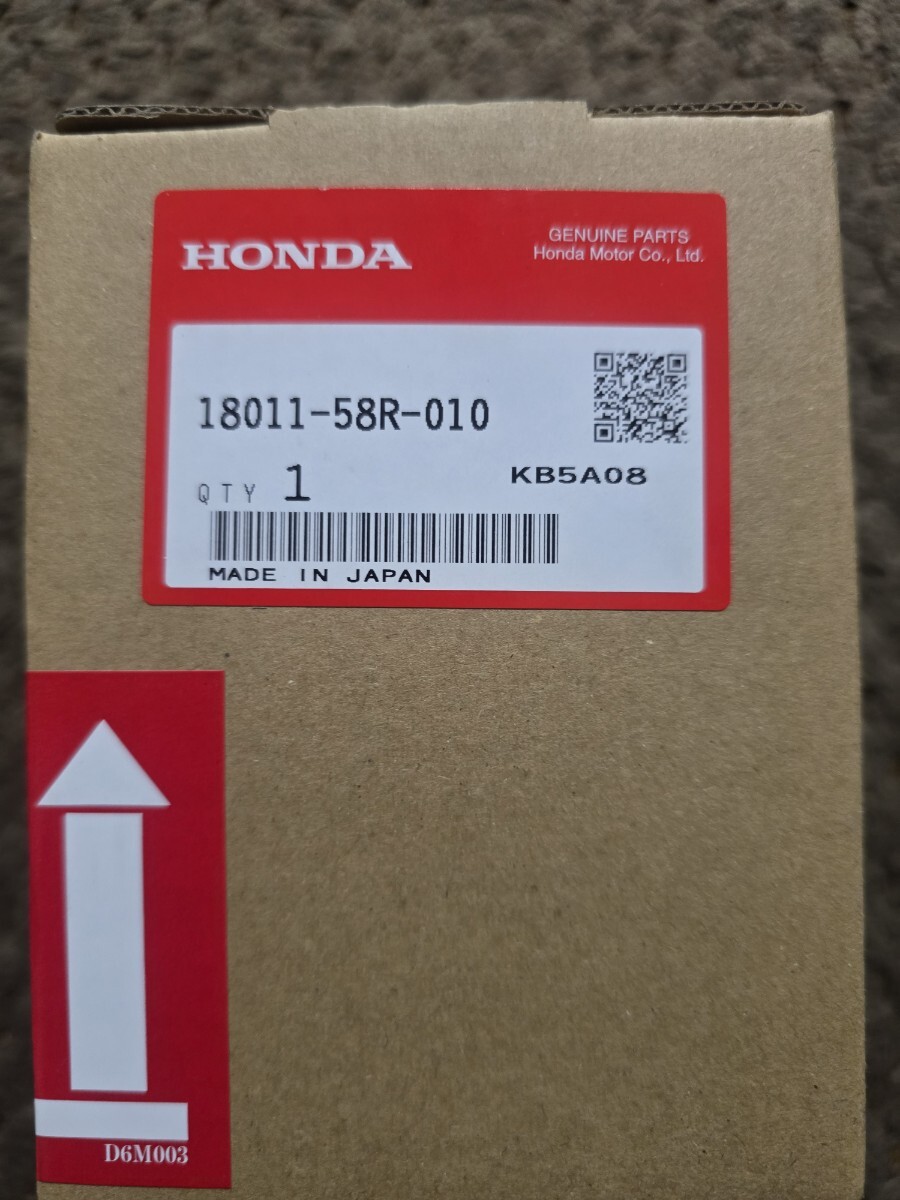 HONDA
GENUINE PARTS
Honda Motor Co., Ltd.
18011-58R-010
QTY 1
KB5A08
MADE IN JAPAN
D6M003